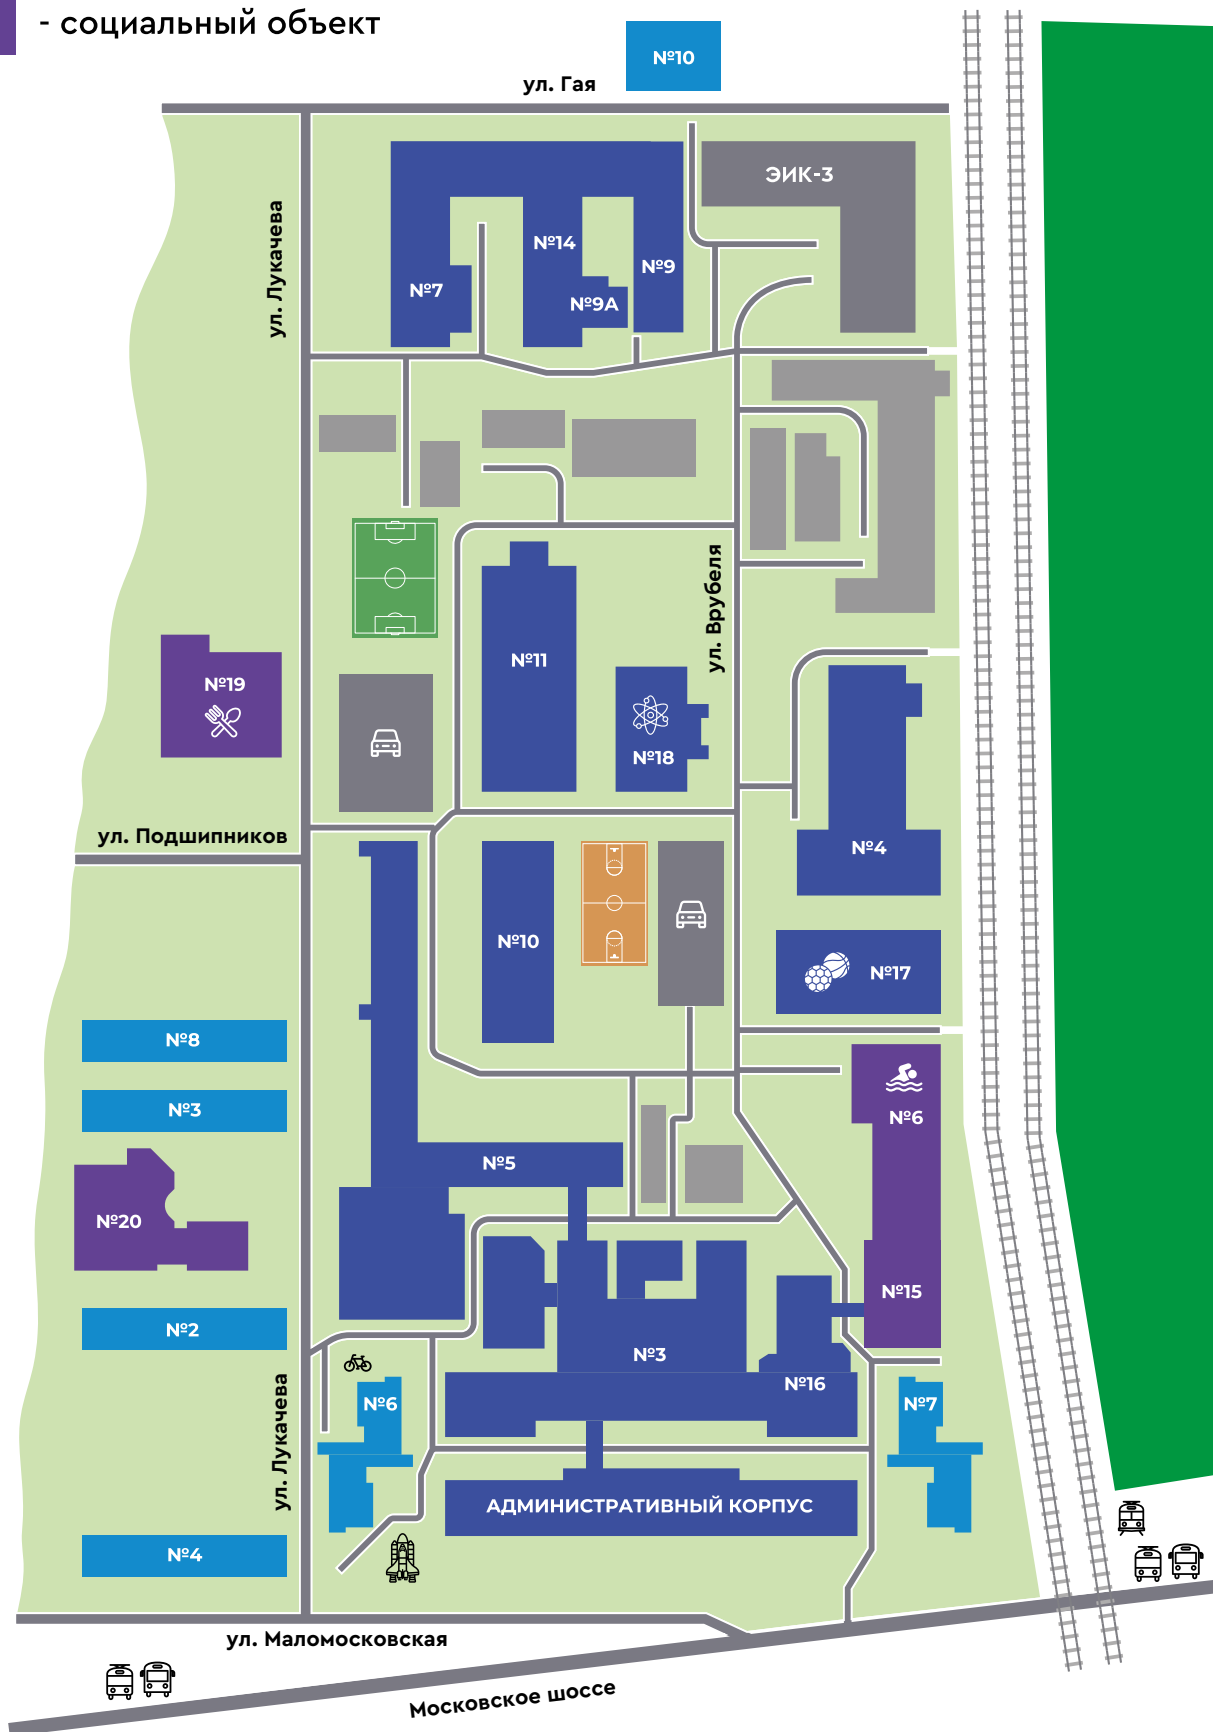 - социальный объект
№10
ул. Гая
ЭИК-3
ул. Лукачева
№14
№9
№7
№9А
ул. Врубеля
№11
№19
№18
ул. Подшипников
№4
№10
№17
№8
№3
№6
№5
№20
№15
№2
№3
№16
№6
№7
ул. Лукачева
АДМИНИСТРАТИВНЫЙ КОРПУС
№4
ул. Маломосковская
Московское шоссе